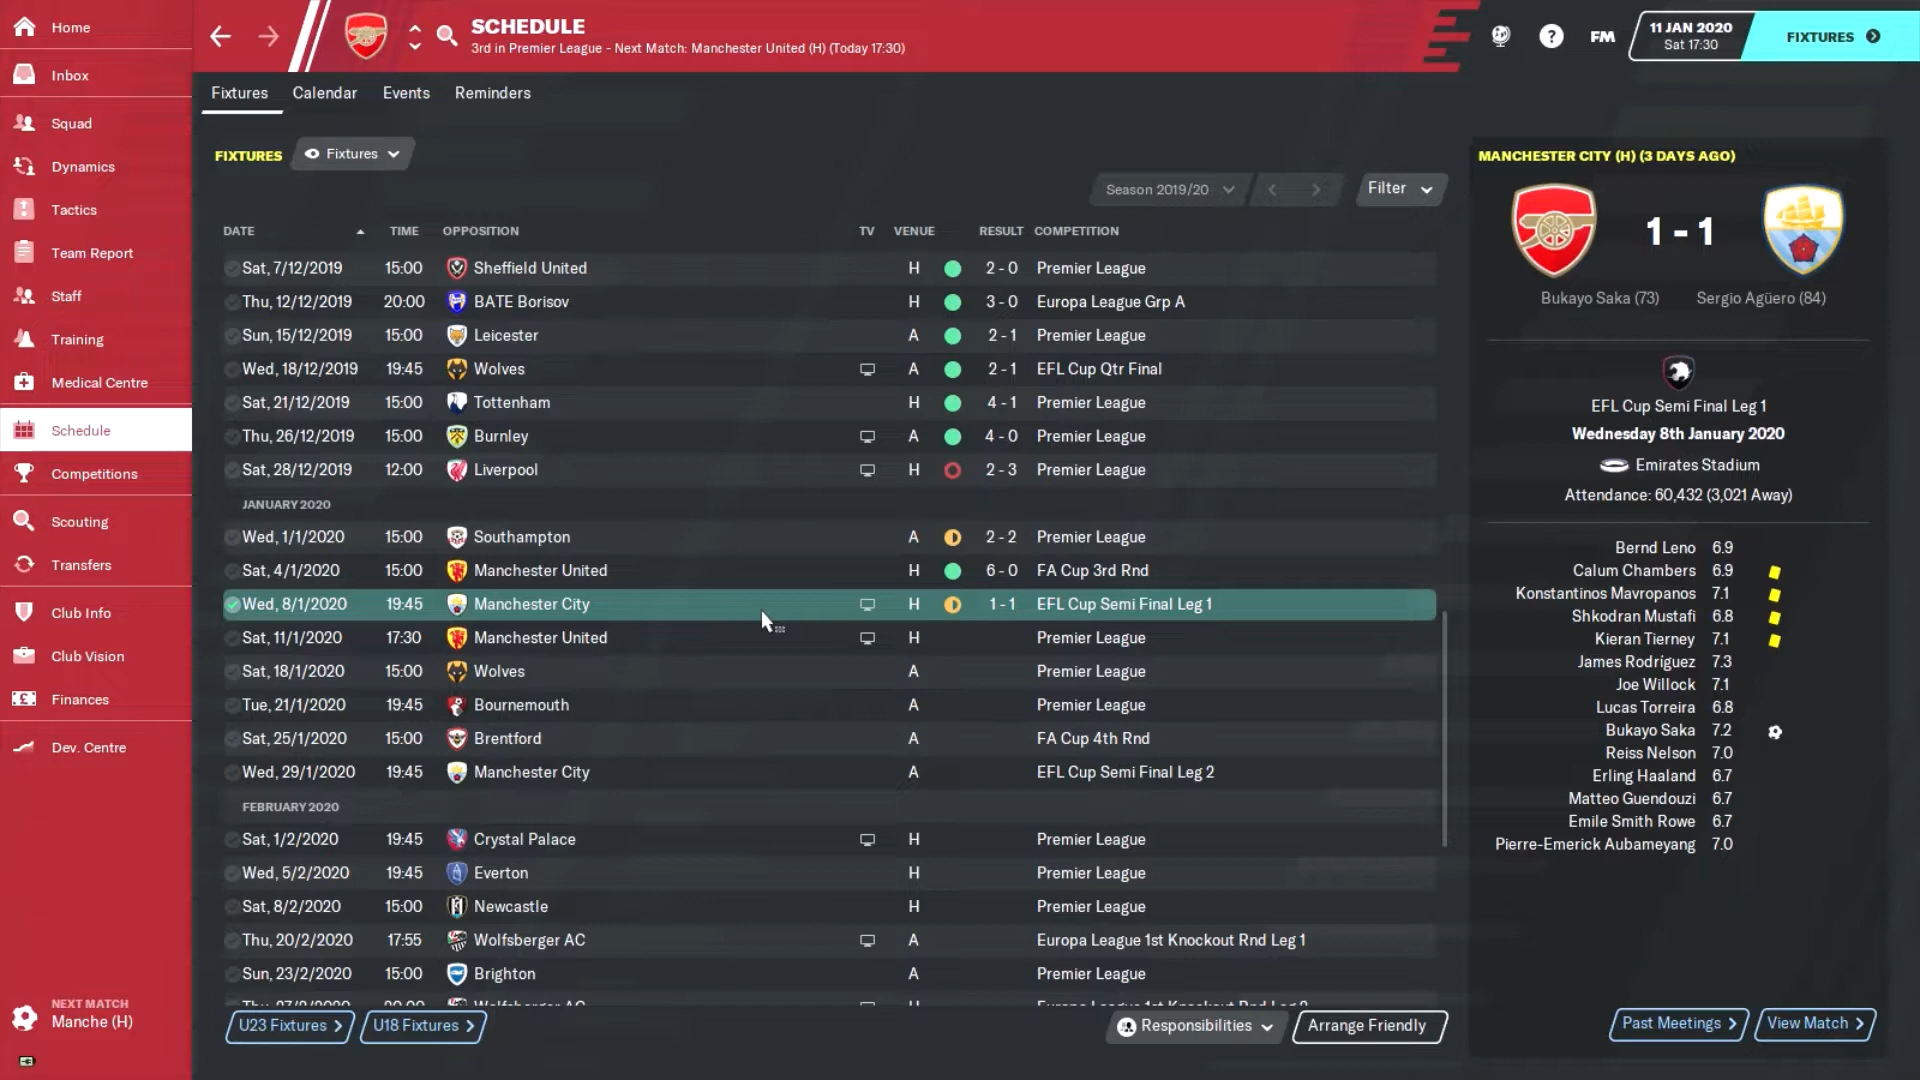 Home
Inbox
Squad
Dynamics
Tactics
Team Report
Staff
Training
Medical Centre
Schedule
Competitions
Scouting
Transfers
Club Info
Club Vision
Finances
Dev. Centre
NEXT MATCH
Manche (H)
SCHEDULE
3rd in Premier League - Next Match: Manchester United (H) (Today 17:30)
FM
11 JAN 2020
Sat 17:30
FIXTURES
Fixtures Calendar Events Reminders
FIXTURES Fixtures
Season 2019/20 Filter
DATE TIME OPPOSITION TV VENUE RESULT COMPETITION
Sat, 7/12/2019 15:00 Sheffield United H 2 - 0 Premier League
Thu, 12/12/2019 20:00 BATE Borisov H 3 - 0 Europa League Grp A
Sun, 15/12/2019 15:00 Leicester A 2 - 1 Premier League
Wed, 18/12/2019 19:45 Wolves A 2 - 1 EFL Cup Qtr Final
Sat, 21/12/2019 15:00 Tottenham H 4 - 1 Premier League
Thu, 26/12/2019 15:00 Burnley A 4 - 0 Premier League
Sat, 28/12/2019 12:00 Liverpool H 2 - 3 Premier League
JANUARY 2020
Wed, 1/1/2020 15:00 Southampton A 2 - 2 Premier League
Sat, 4/1/2020 15:00 Manchester United H 6 - 0 FA Cup 3rd Rnd
Wed, 8/1/2020 19:45 Manchester City H 1 - 1 EFL Cup Semi Final Leg 1
Sat, 11/1/2020 17:30 Manchester United H Premier League
Sat, 18/1/2020 15:00 Wolves A Premier League
Tue, 21/1/2020 19:45 Bournemouth A Premier League
Sat, 25/1/2020 15:00 Brentford A FA Cup 4th Rnd
Wed, 29/1/2020 19:45 Manchester City A EFL Cup Semi Final Leg 2
FEBRUARY 2020
Sat, 1/2/2020 19:45 Crystal Palace H Premier League
Wed, 5/2/2020 19:45 Everton H Premier League
Sat, 8/2/2020 15:00 Newcastle H Premier League
Thu, 20/2/2020 17:55 Wolfsberger AC A Europa League 1st Knockout Rnd Leg 1
Sun, 23/2/2020 15:00 Brighton A Premier League
Thu, 27/2/2020 20:00 Wolfsberger AC H Europa League 1st Knockout Rnd Leg 2
U23 Fixtures U18 Fixtures Responsibilities Arrange Friendly
MANCHESTER CITY (H) (3 DAYS AGO)
1 - 1
Bukayo Saka (73) Sergio Agüero (84)
EFL Cup Semi Final Leg 1
Wednesday 8th January 2020
Emirates Stadium
Attendance: 60,432 (3,021 Away)
Bernd Leno 6.9
Calum Chambers 6.9
Konstantinos Mavropanos 7.1
Shkodran Mustafi 6.8
Kieran Tierney 7.1
James Rodríguez 7.3
Joe Willock 7.1
Lucas Torreira 6.8
Bukayo Saka 7.2
Reiss Nelson 7.0
Erling Haaland 6.7
Matteo Guendouzi 6.7
Emile Smith Rowe 6.7
Pierre-Emerick Aubameyang 7.0
Past Meetings View Match